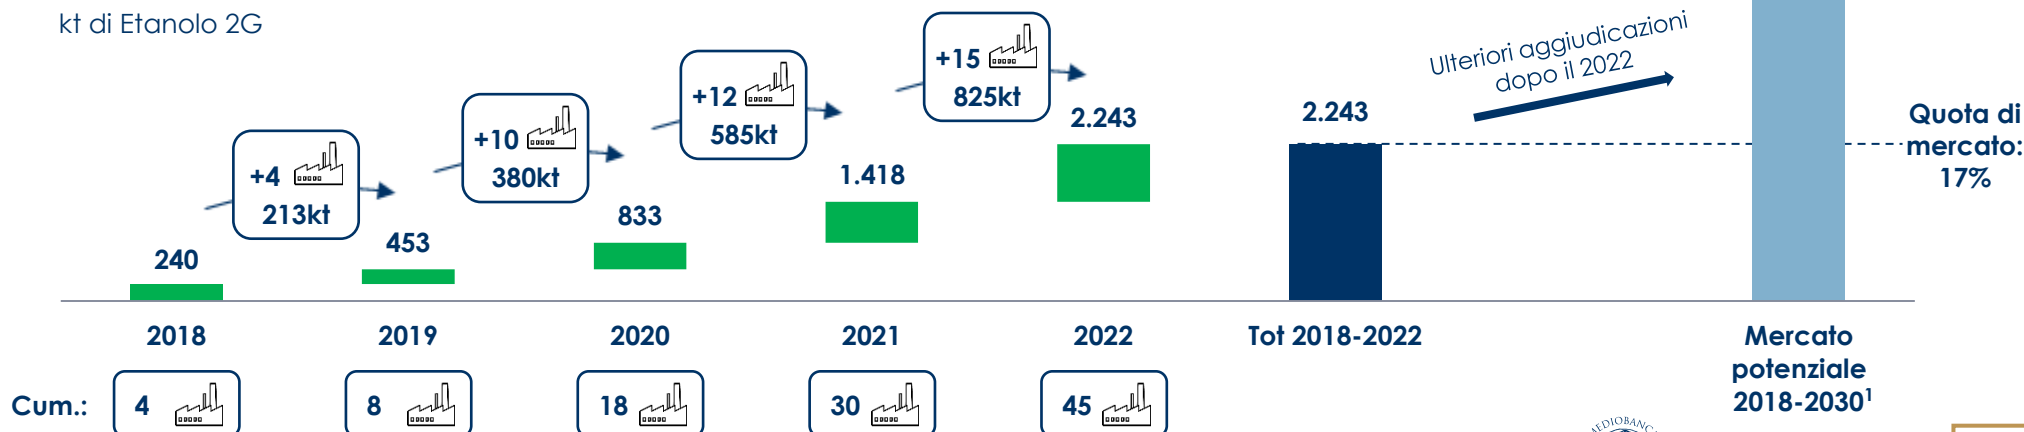 kt di Etanolo 2G
+4
213kt
+10
380kt
+12
585kt
+15
825kt
240
453
833
1.418
2.243
2.243
Ulteriori aggiudicazioni
dopo il 2022
Quota di
mercato:
17%
2018
2019
2020
2021
2022
Tot 2018-2022
Mercato
potenziale
2018-2030¹
Cum.:
4
8
18
30
45